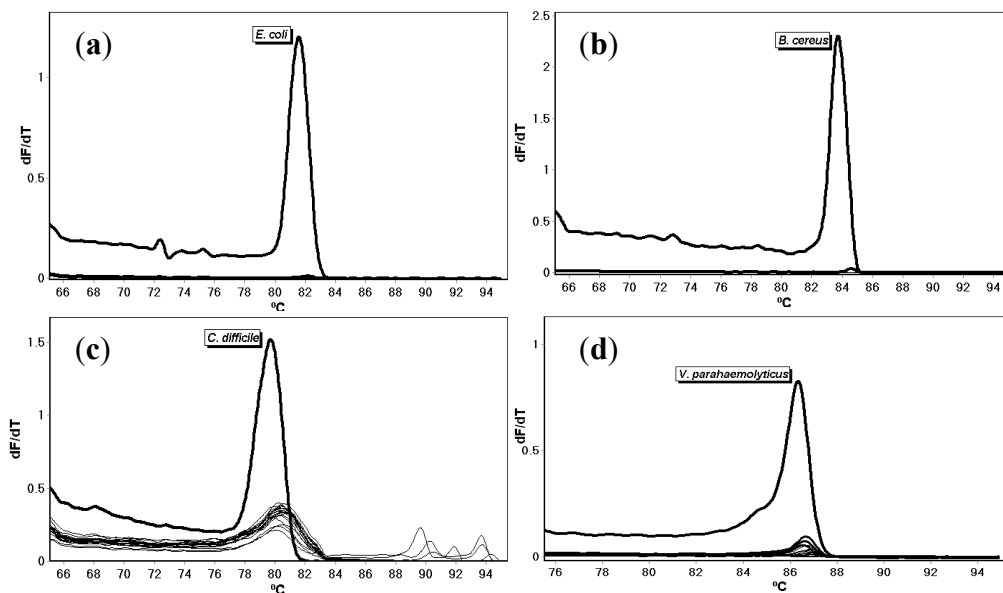 (a)
E. coli
1
0.5
0
dF/dT
66 68 70 72 74 76 78 80 82 84 86 88 90 92 94
ºC
(b)
B. cereus
2.5
2
1.5
1
0.5
0
dF/dT
66 68 70 72 74 76 78 80 82 84 86 88 90 92 94
ºC
(c)
C. difficile
1.5
1
0.5
0
dF/dT
66 68 70 72 74 76 78 80 82 84 86 88 90 92 94
ºC
(d)
V. parahaemolyticus
1
0.5
0
dF/dT
76 78 80 82 84 86 88 90 92 94
ºC